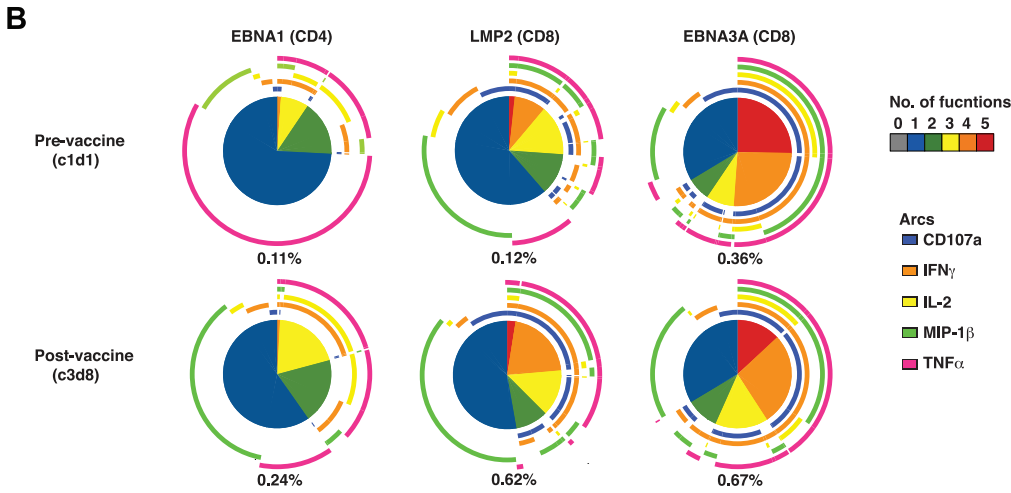 B
EBNA1 (CD4)
LMP2 (CD8)
EBNA3A (CD8)
Pre-vaccine
(c1d1)
0.11%
0.12%
0.36%
Post-vaccine
(c3d8)
0.24%
0.62%
0.67%
No. of fucntions
0 1 2 3 4 5
Arcs
CD107a
IFNγ
IL-2
MIP-1β
TNFα